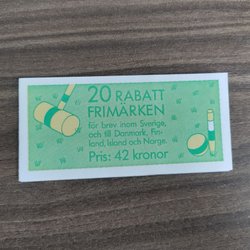 20 RABATT
FRIMÄRKEN
för brev inom Sverige,
och till Danmark, Fin-
land, Island och Norge.
Pris: 42 kronor